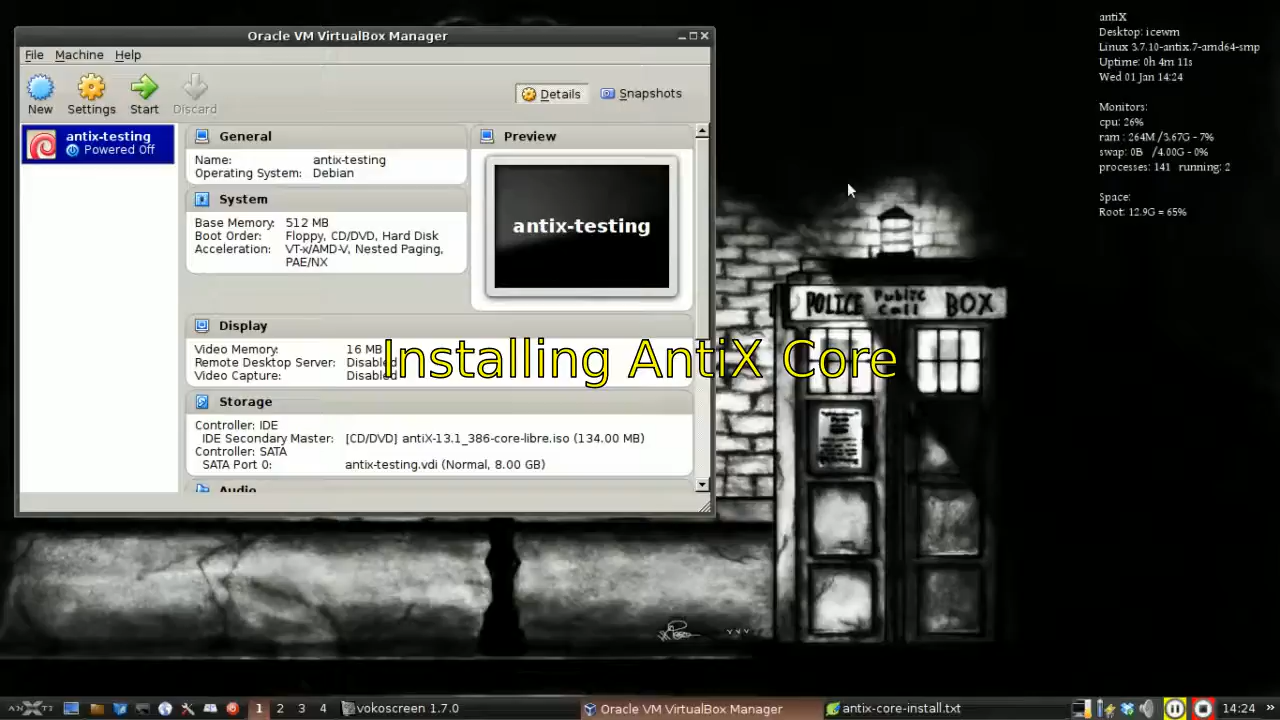 Oracle VM VirtualBox Manager
File Machine Help
New Settings Start Discard
Details Snapshots
antix-testing
Powered Off
General
Name: antix-testing
Operating System: Debian
System
Base Memory: 512 MB
Boot Order: Floppy, CD/DVD, Hard Disk
Acceleration: VT-x/AMD-V, Nested Paging,
PAE/NX
Preview
antix-testing
Display
Video Memory: 16 MB
Remote Desktop Server: Disabled
Video Capture: Disabled
Installing AntiX Core
Storage
Controller: IDE
IDE Secondary Master: [CD/DVD] antiX-13.1_386-core-libre.iso (134.00 MB)
Controller: SATA
SATA Port 0: antix-testing.vdi (Normal, 8.00 GB)
Audio
antiX
Desktop: icewm
Linux 3.7.10-antix.7-amd64-smp
Uptime: 0h 4m 11s
Wed 01 Jan 14:24
Monitors:
cpu: 26%
ram : 264M /3.67G - 7%
swap: 0B /4.00G - 0%
processes: 141 running: 2
Space:
Root: 12.9G = 65%
POLICE Public Call BOX
ANTIX 1 2 3 4 vokoscreen 1.7.0 Oracle VM VirtualBox Manager antix-core-install.txt 14:24